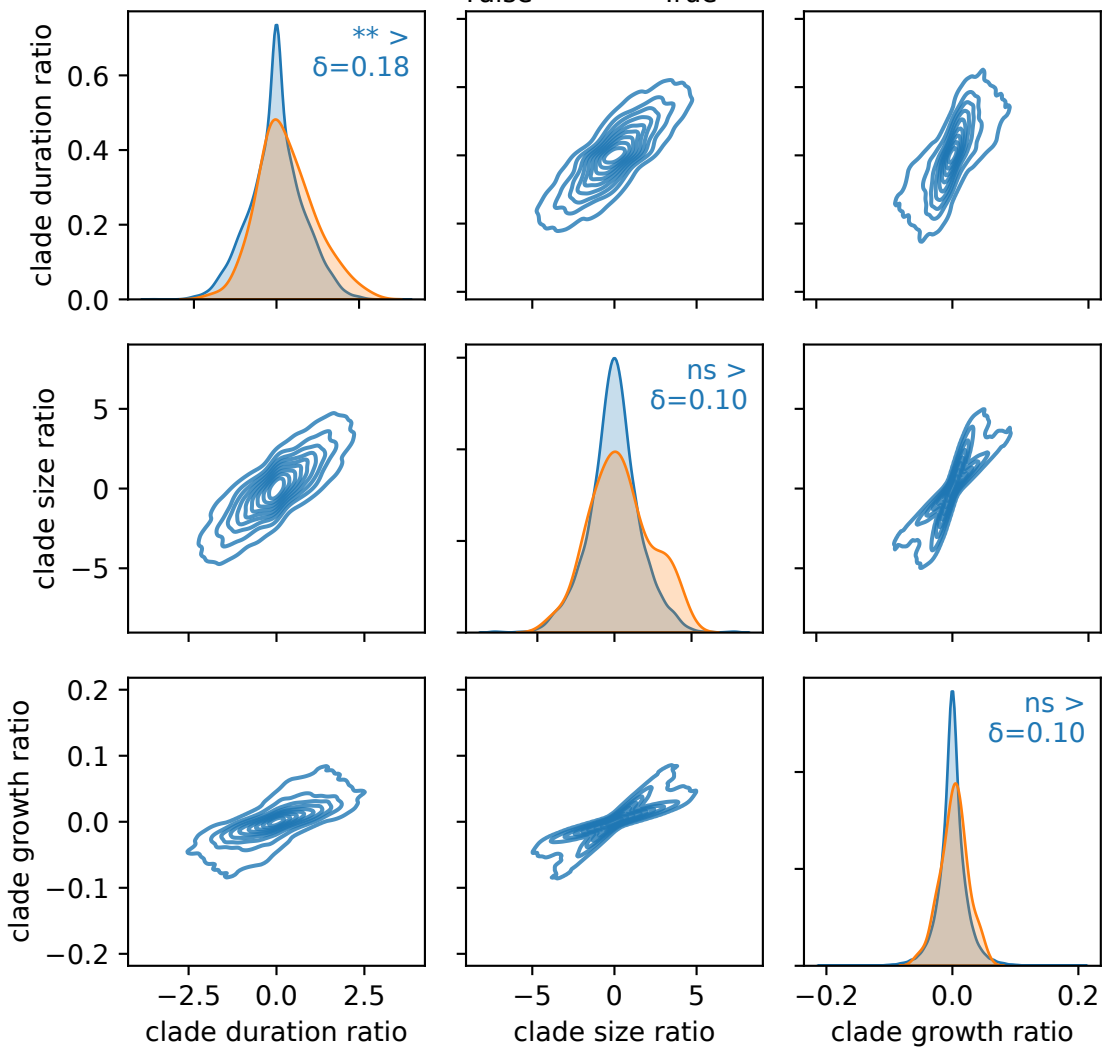 False True
clade duration ratio
0.6
0.4
0.2
0.0
** >
δ=0.18
clade size ratio
5
0
−5
ns >
δ=0.10
clade growth ratio
0.2
0.1
0.0
−0.1
−0.2
ns >
δ=0.10
−2.5 0.0 2.5
−5 0 5
−0.2 0.0 0.2
clade duration ratio
clade size ratio
clade growth ratio